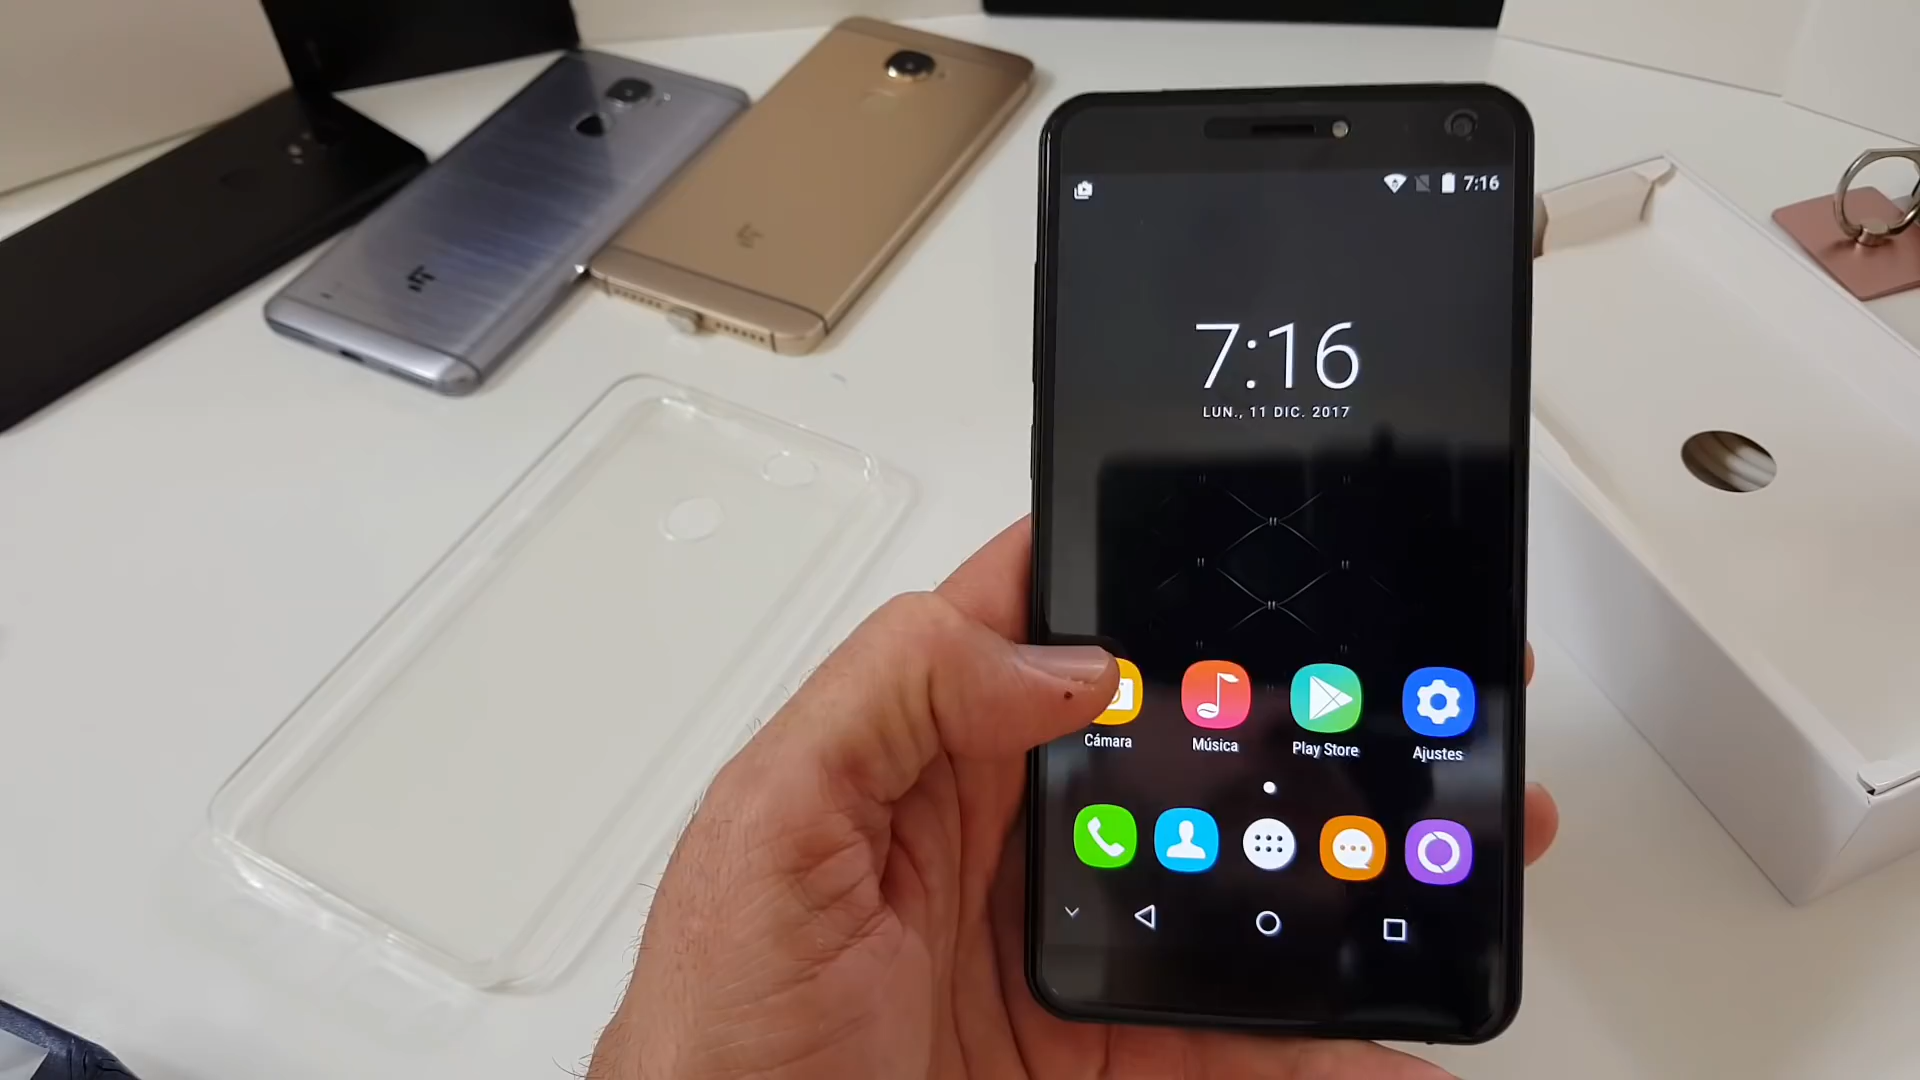 7:16
7:16
LUN., 11 DIC. 2017
Cámara
Música
Play Store
Ajustes